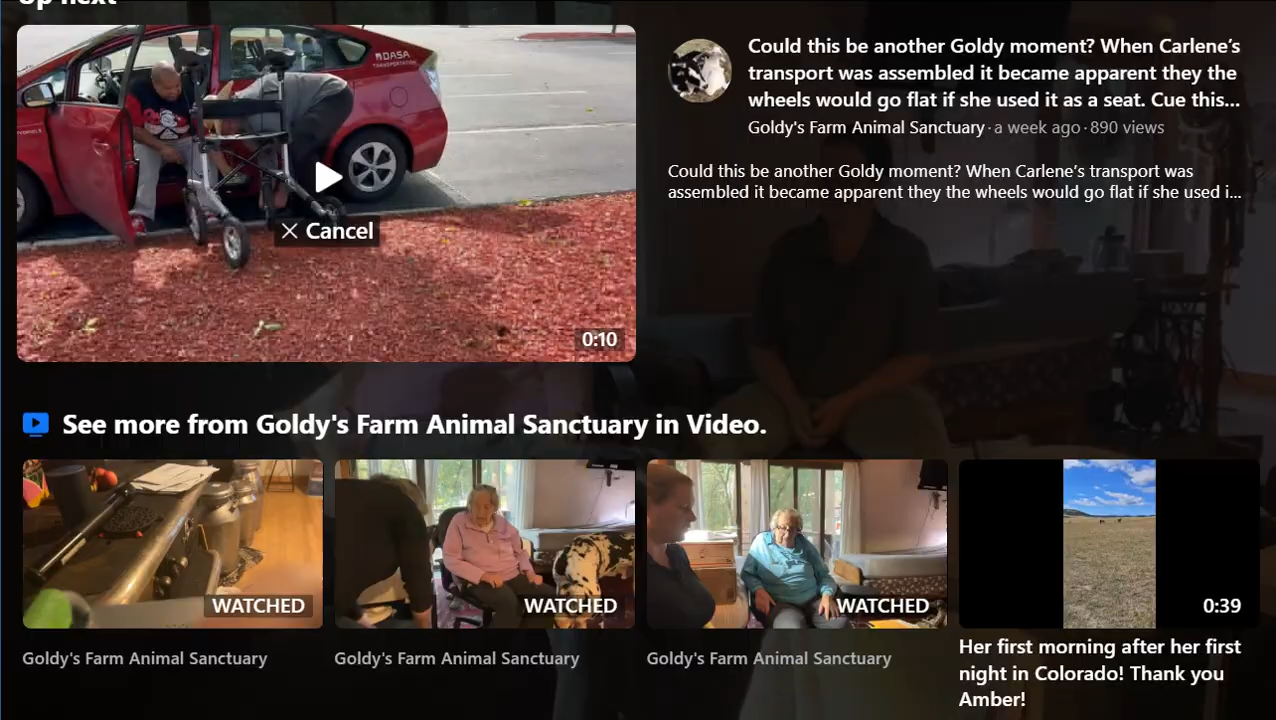 Up next
DASA
TRANSPORTATION
Cancel
0:10
Could this be another Goldy moment? When Carlene’s
transport was assembled it became apparent they the
wheels would go flat if she used it as a seat. Cue this...
Goldy's Farm Animal Sanctuary · a week ago · 890 views
Could this be another Goldy moment? When Carlene’s transport was
assembled it became apparent they the wheels would go flat if she used i...
See more from Goldy's Farm Animal Sanctuary in Video.
WATCHED
WATCHED
WATCHED
0:39
Goldy's Farm Animal Sanctuary
Goldy's Farm Animal Sanctuary
Goldy's Farm Animal Sanctuary
Her first morning after her first
night in Colorado! Thank you
Amber!